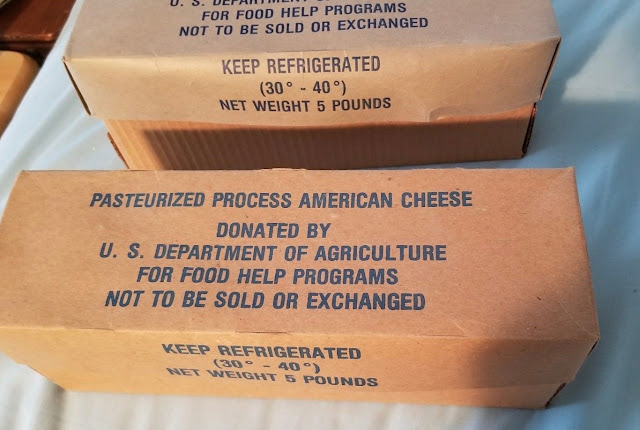 U. S. DEPARTMENT
FOR FOOD HELP PROGRAMS
NOT TO BE SOLD OR EXCHANGED
KEEP REFRIGERATED
(30° - 40°)
NET WEIGHT 5 POUNDS
PASTEURIZED PROCESS AMERICAN CHEESE
DONATED BY
U. S. DEPARTMENT OF AGRICULTURE
FOR FOOD HELP PROGRAMS
NOT TO BE SOLD OR EXCHANGED
KEEP REFRIGERATED
(30° - 40°)
NET WEIGHT 5 POUNDS